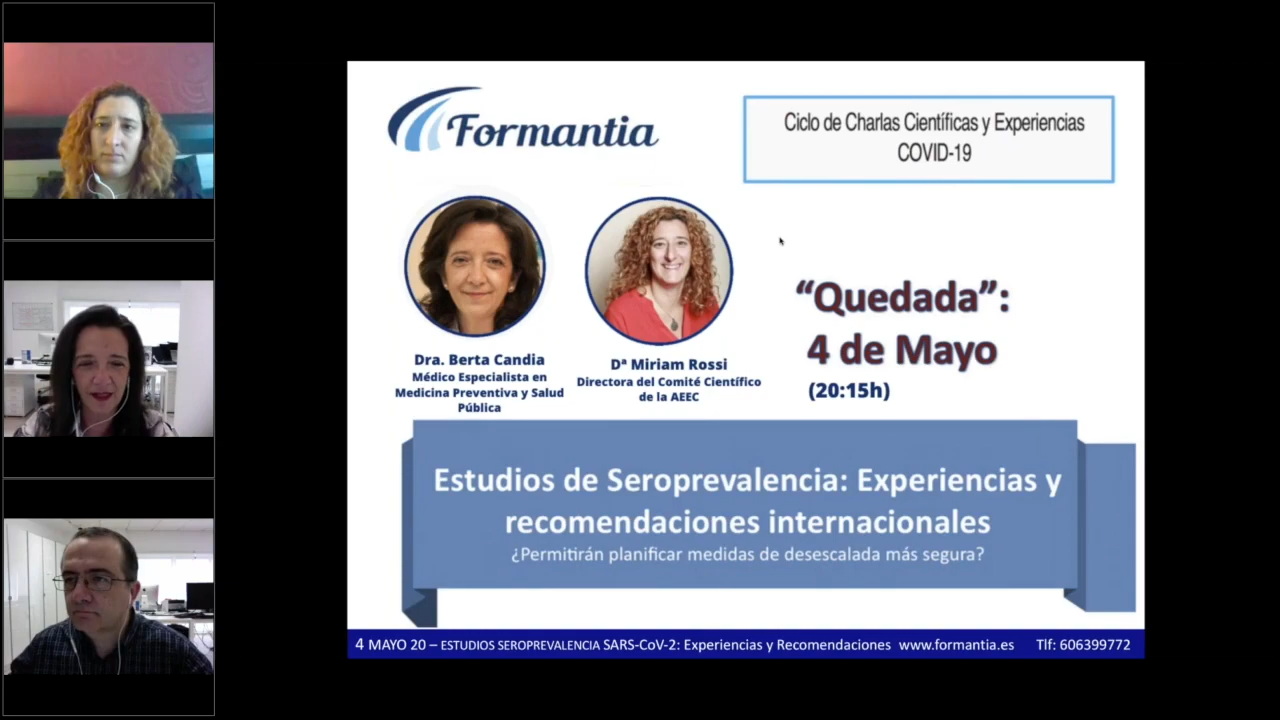 Formantia
Ciclo de Charlas Científicas y Experiencias
COVID-19
Dra. Berta Candia
Médico Especialista en
Medicina Preventiva y Salud
Pública
Dª Miriam Rossi
Directora del Comité Científico
de la AEEC
“Quedada”:
4 de Mayo
(20:15h)
Estudios de Seroprevalencia: Experiencias y
recomendaciones internacionales
¿Permitirán planificar medidas de desescalada más segura?
4 MAYO 20 – ESTUDIOS SEROPREVALENCIA SARS-CoV-2: Experiencias y Recomendaciones www.formantia.es Tlf: 606399772